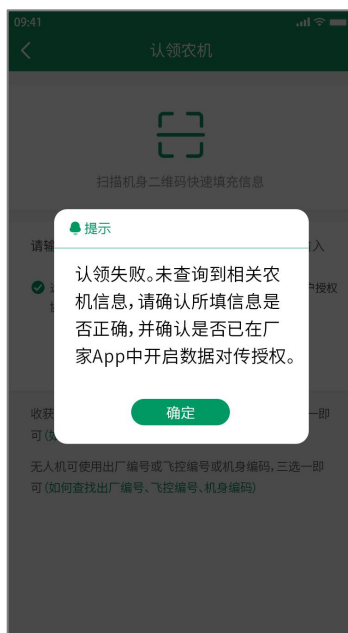 09:41
认领农机
扫描机身二维码快速填充信息
请输
入
提示
认领失败。未查询到相关农
机信息,请确认所填信息是
否正确,并确认是否已在厂
家App中开启数据对传授权。
户授权
确定
收获
一即
可
无人机可使用出厂编号或飞控编号或机身编码,三选一即
可(如何查找出厂编号、飞控编号、机身编码)